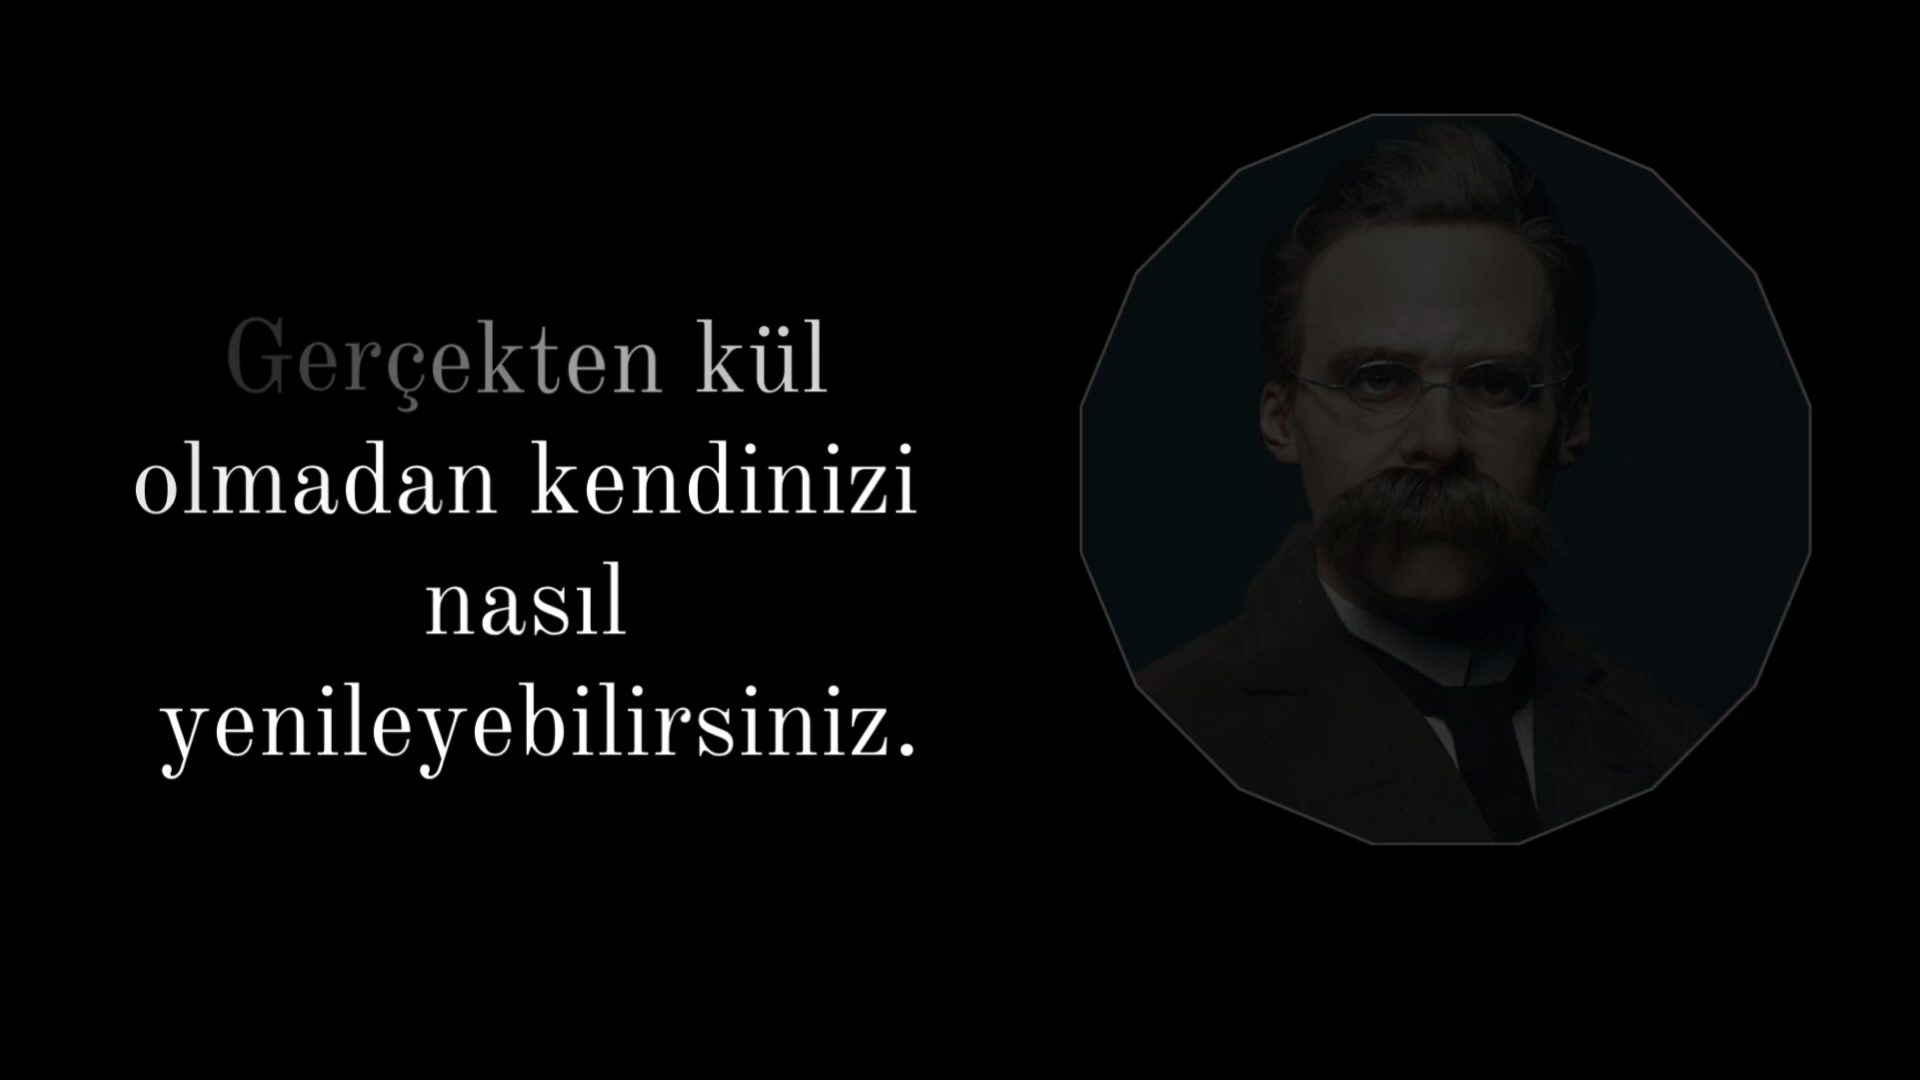 Gerçekten kül
olmadan kendinizi
nasıl
yenileyebilirsiniz.